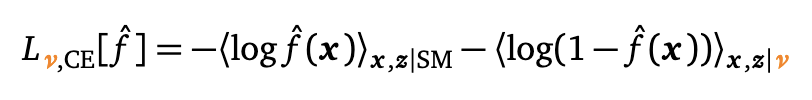 L_{ν,CE}[f̂] = −⟨log f̂(x)⟩_{x,z|SM} − ⟨log(1 − f̂(x))⟩_{x,z|ν}